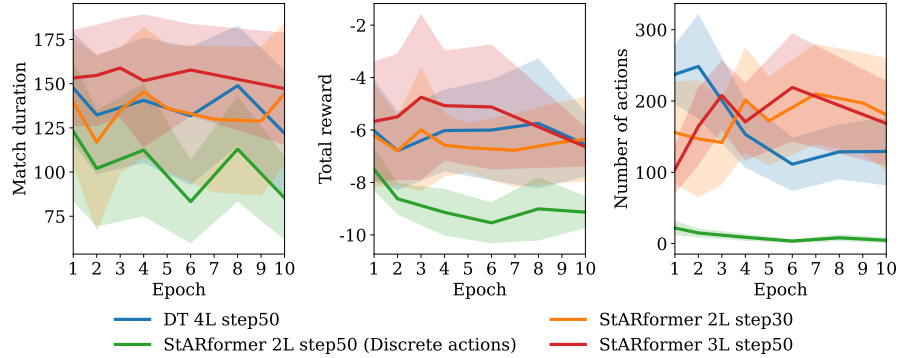 Match duration
175
150
125
100
75
1 2 3 4 5 6 7 8 9 10
Epoch
Total reward
-2
-4
-6
-8
-10
1 2 3 4 5 6 7 8 9 10
Epoch
Number of actions
300
200
100
0
1 2 3 4 5 6 7 8 9 10
Epoch
DT 4L step50
StARformer 2L step50 (Discrete actions)
StARformer 2L step30
StARformer 3L step50